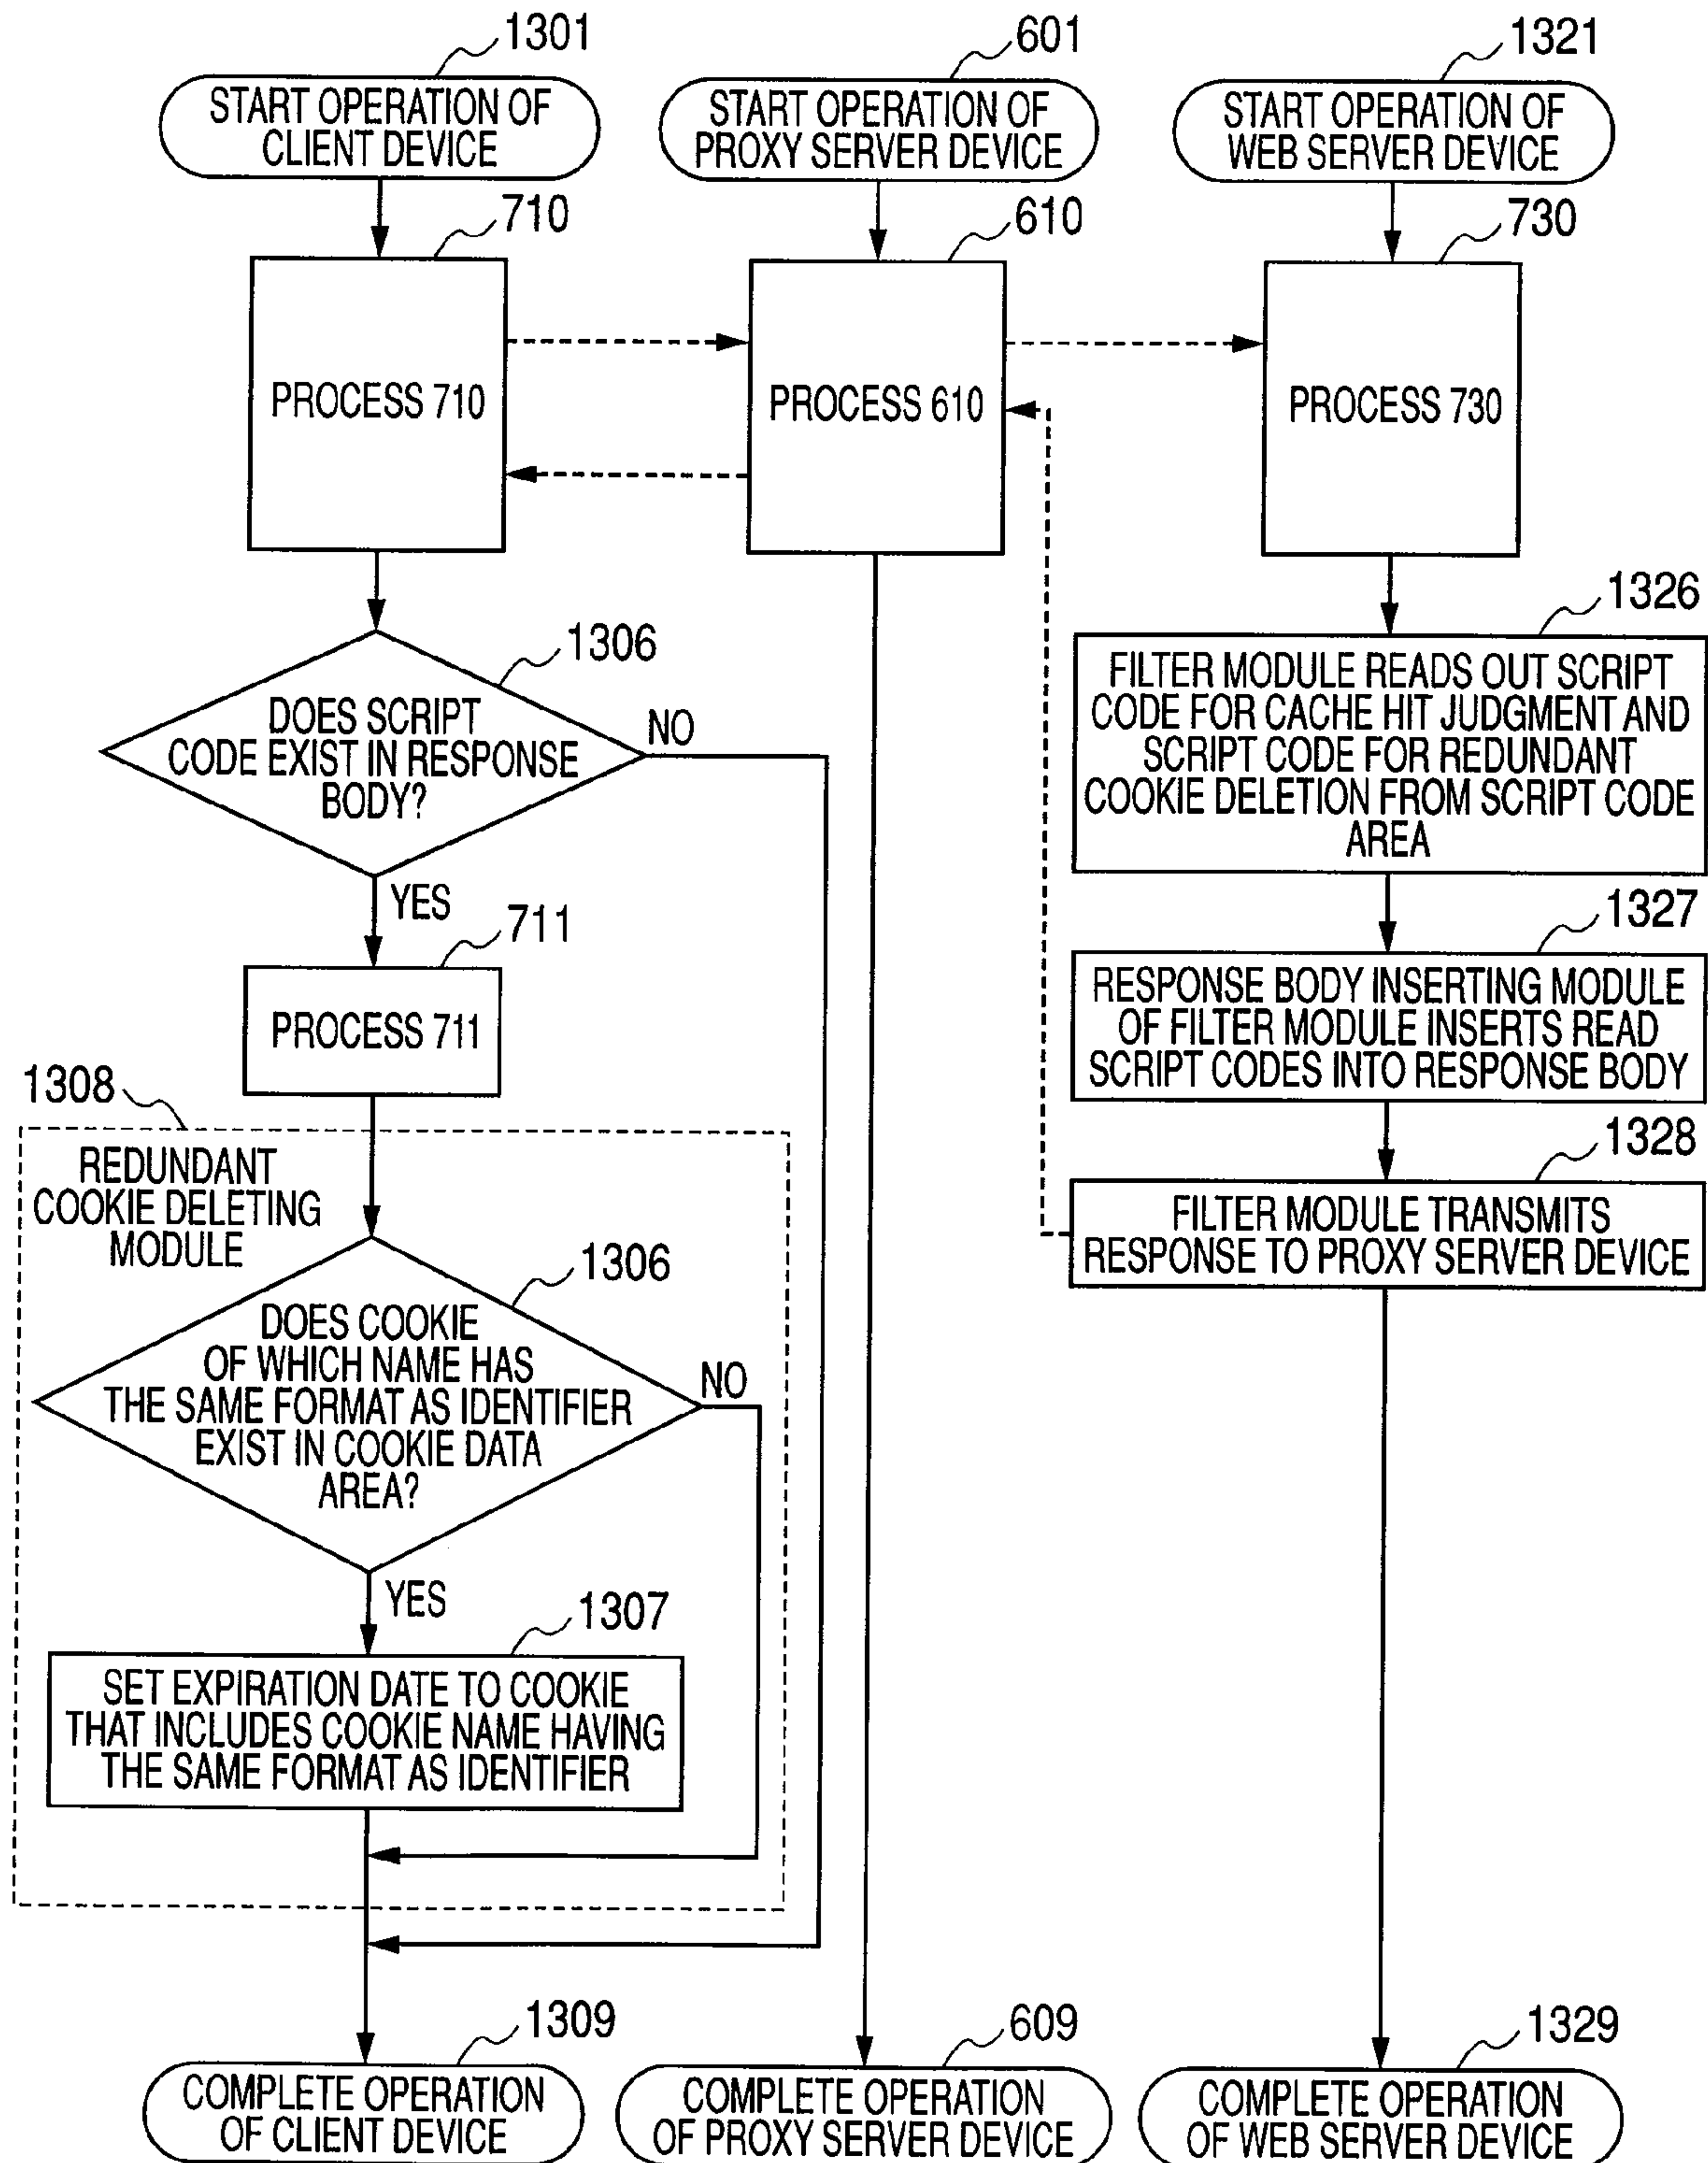 1301
START OPERATION OF
CLIENT DEVICE
601
START OPERATION OF
PROXY SERVER DEVICE
1321
START OPERATION OF
WEB SERVER DEVICE
710
PROCESS 710
610
PROCESS 610
730
PROCESS 730
1306
DOES SCRIPT
CODE EXIST IN RESPONSE
BODY?
NO
YES
711
PROCESS 711
1308
REDUNDANT
COOKIE DELETING
MODULE
1306
DOES COOKIE
OF WHICH NAME HAS
THE SAME FORMAT AS IDENTIFIER
EXIST IN COOKIE DATA
AREA?
NO
YES
1307
SET EXPIRATION DATE TO COOKIE
THAT INCLUDES COOKIE NAME HAVING
THE SAME FORMAT AS IDENTIFIER
1326
FILTER MODULE READS OUT SCRIPT
CODE FOR CACHE HIT JUDGMENT AND
SCRIPT CODE FOR REDUNDANT
COOKIE DELETION FROM SCRIPT CODE
AREA
1327
RESPONSE BODY INSERTING MODULE
OF FILTER MODULE INSERTS READ
SCRIPT CODES INTO RESPONSE BODY
1328
FILTER MODULE TRANSMITS
RESPONSE TO PROXY SERVER DEVICE
1309
COMPLETE OPERATION
OF CLIENT DEVICE
609
COMPLETE OPERATION
OF PROXY SERVER DEVICE
1329
COMPLETE OPERATION
OF WEB SERVER DEVICE